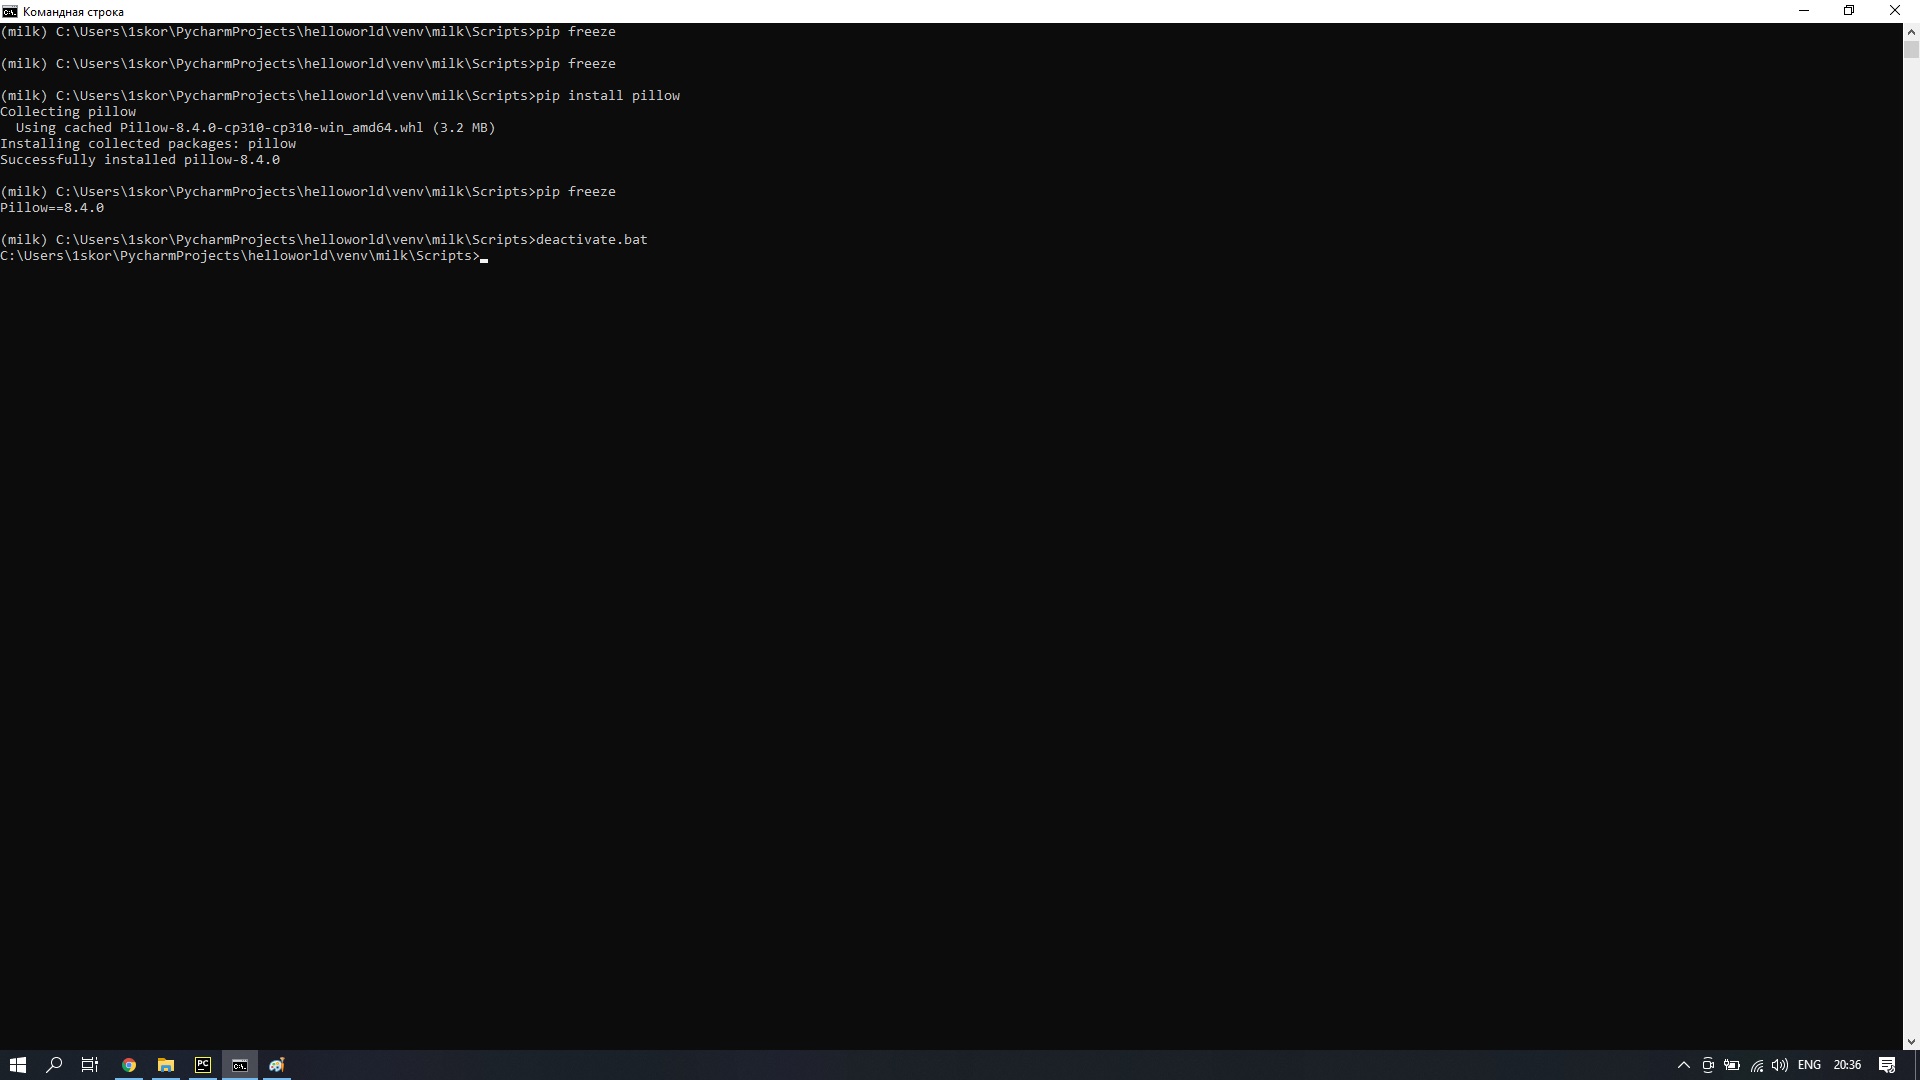 Командная строка
(milk) C:\Users\1skor\PycharmProjects\helloworld\venv\milk\Scripts>pip freeze
(milk) C:\Users\1skor\PycharmProjects\helloworld\venv\milk\Scripts>pip freeze
(milk) C:\Users\1skor\PycharmProjects\helloworld\venv\milk\Scripts>pip install pillow
Collecting pillow
  Using cached Pillow-8.4.0-cp310-cp310-win_amd64.whl (3.2 MB)
Installing collected packages: pillow
Successfully installed pillow-8.4.0
(milk) C:\Users\1skor\PycharmProjects\helloworld\venv\milk\Scripts>pip freeze
Pillow==8.4.0
(milk) C:\Users\1skor\PycharmProjects\helloworld\venv\milk\Scripts>deactivate.bat
C:\Users\1skor\PycharmProjects\helloworld\venv\milk\Scripts>
PC
ENG 20:36